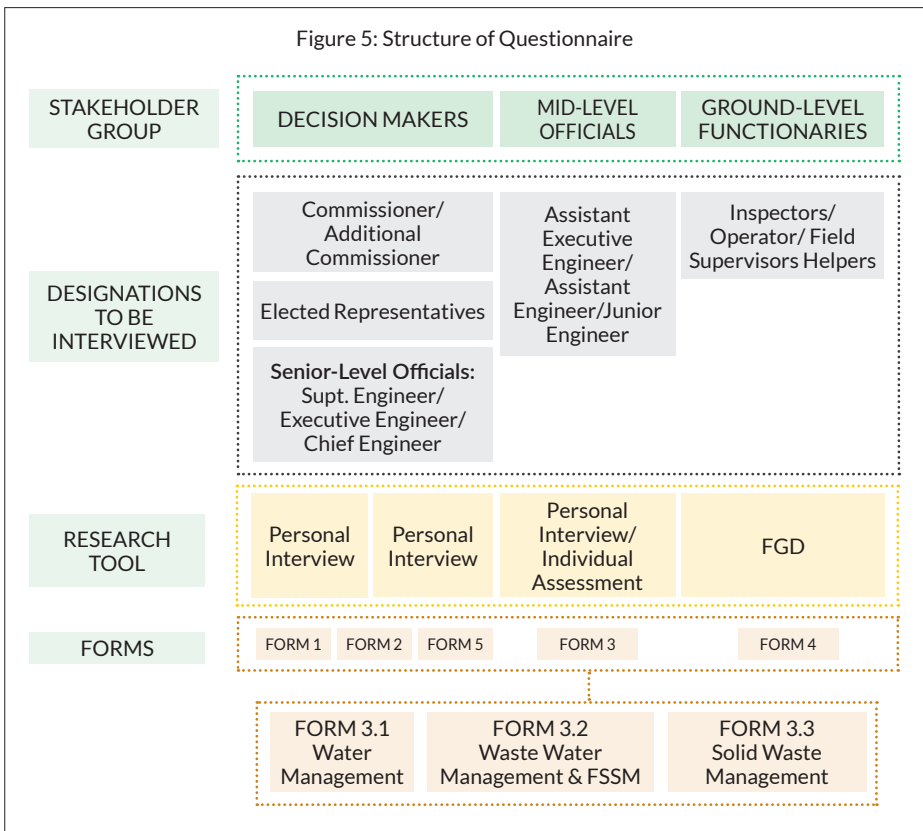 Figure 5: Structure of Questionnaire
STAKEHOLDER
GROUP
DECISION MAKERS
MID-LEVEL
OFFICIALS
GROUND-LEVEL
FUNCTIONARIES
DESIGNATIONS
TO BE
INTERVIEWED
Commissioner/
Additional
Commissioner
Elected Representatives
Senior-Level Officials:
Supt. Engineer/
Executive Engineer/
Chief Engineer
Assistant
Executive
Engineer/
Assistant
Engineer/Junior
Engineer
Inspectors/
Operator/ Field
Supervisors Helpers
RESEARCH
TOOL
Personal
Interview
Personal
Interview
Personal
Interview/
Individual
Assessment
FGD
FORMS
FORM 1
FORM 2
FORM 5
FORM 3
FORM 4
FORM 3.1
Water
Management
FORM 3.2
Waste Water
Management & FSSM
FORM 3.3
Solid Waste
Management